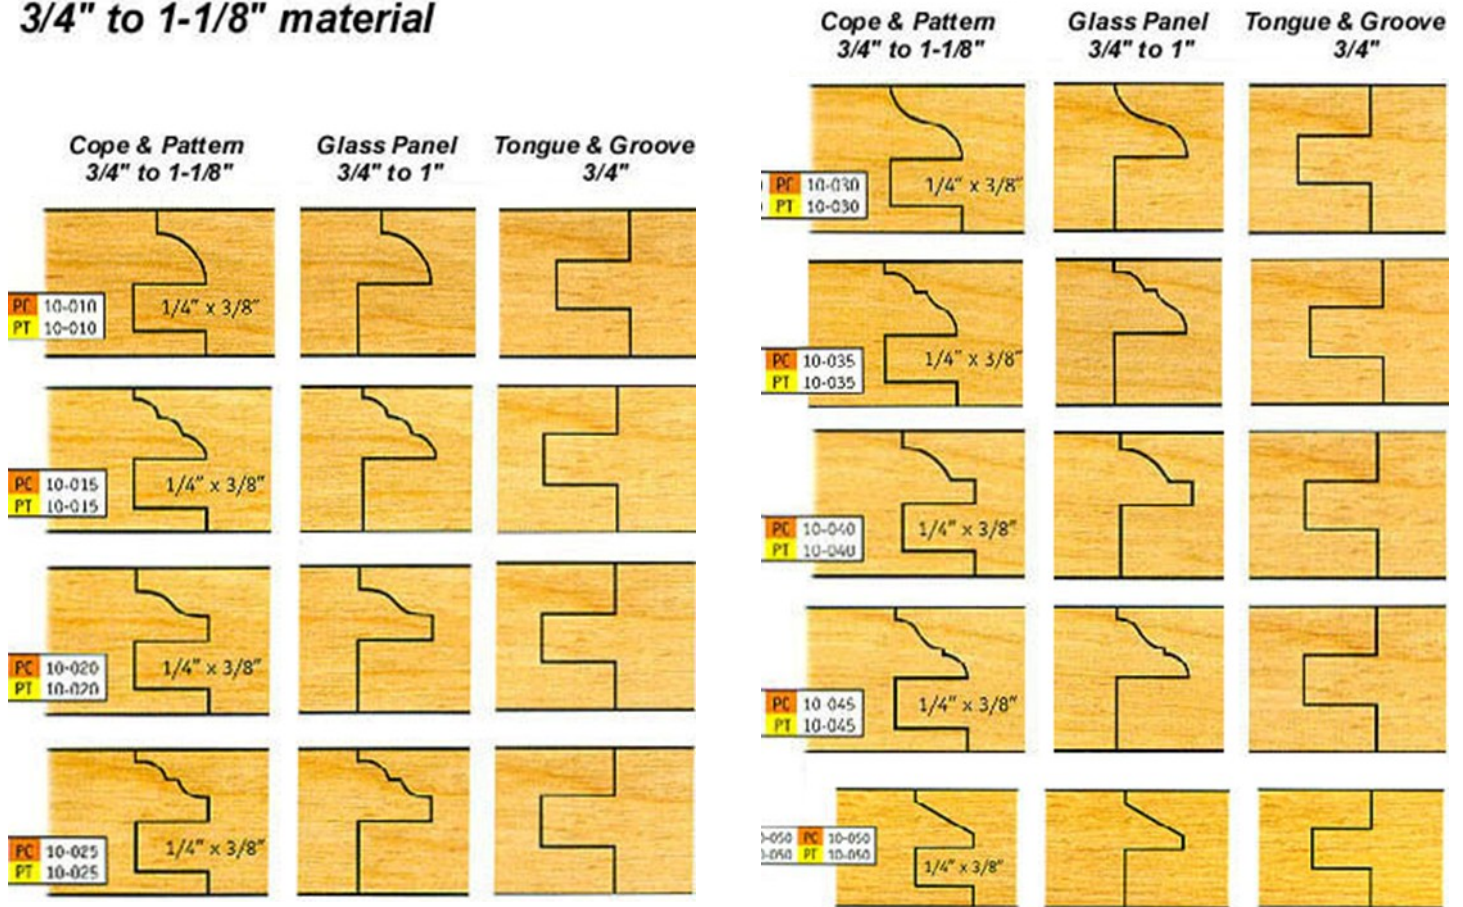 3/4" to 1-1/8" material
Cope & Pattern
3/4" to 1-1/8"
Glass Panel
3/4" to 1"
Tongue & Groove
3/4"
PC 10-010
PT 10-010
1/4" x 3/8"
PC 10-015
PT 10-015
1/4" x 3/8"
PC 10-020
PT 10-020
1/4" x 3/8"
PC 10-025
PT 10-025
1/4" x 3/8"
Cope & Pattern
3/4" to 1-1/8"
Glass Panel
3/4" to 1"
Tongue & Groove
3/4"
PC 10-030
PT 10-030
1/4" x 3/8"
PC 10-035
PT 10-035
1/4" x 3/8"
PC 10-040
PT 10-040
1/4" x 3/8"
PC 10-045
PT 10-045
1/4" x 3/8"
-050 PC 10-050
-050 PT 10-050
1/4" x 3/8"